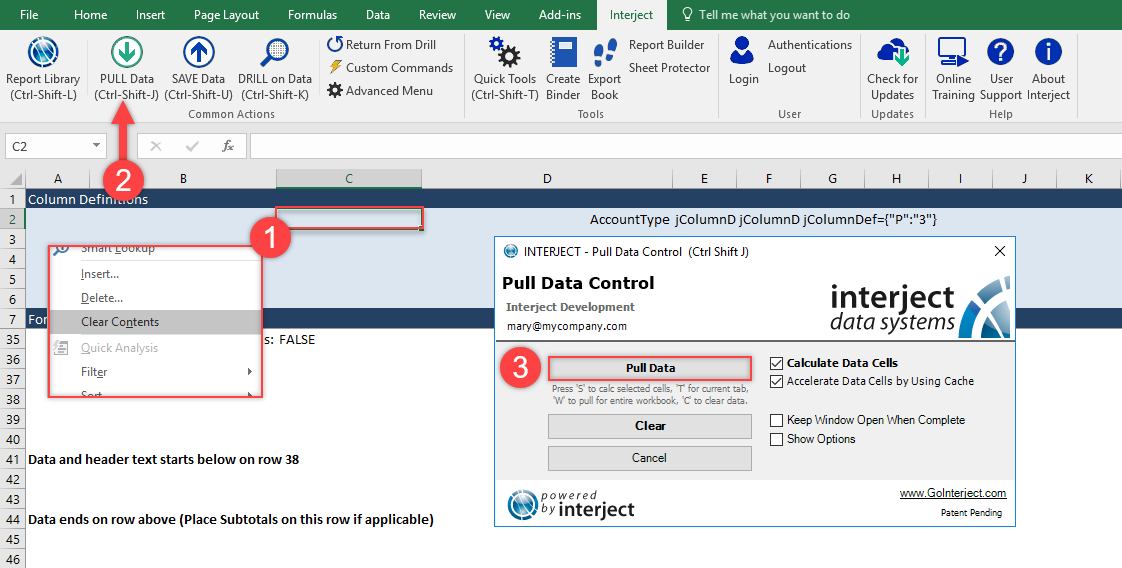 File Home Insert Page Layout Formulas Data Review View Add-ins Interject Tell me what you want to do
Report Library
(Ctrl-Shift-L)
PULL Data
(Ctrl-Shift-J)
SAVE Data
(Ctrl-Shift-U)
DRILL on Data
(Ctrl-Shift-K)
Return From Drill
Custom Commands
Advanced Menu
Common Actions
Quick Tools
(Ctrl-Shift-T)
Create
Binder
Export
Book
Report Builder
Sheet Protector
Tools
Login
Authentications
Logout
User
Check for
Updates
Updates
Online
Training
User
Support
About
Interject
Help
C2 fx
2
A B C D E F G H I J K
1 Column Definitions
2 AccountType jColumnD jColumnD jColumnDef={"P":"3"}
1
3
4
5
6
7 For
35 s: FALSE
36
37
38
39
40
41 Data and header text starts below on row 38
42
43
44 Data ends on row above (Place Subtotals on this row if applicable)
45
46
Smart Lookup
Insert...
Delete...
Clear Contents
Quick Analysis
Filter
Sort
INTERJECT - Pull Data Control (Ctrl Shift J)
Pull Data Control
Interject Development
mary@mycompany.com
interject
data systems
3
Pull Data
Press 'S' to calc selected cells, 'T' for current tab,
'W' to pull for entire workbook, 'C' to clear data.
Clear
Cancel
Calculate Data Cells
Accelerate Data Cells by Using Cache
Keep Window Open When Complete
Show Options
powered
by interject
www.GoInterject.com
Patent Pending